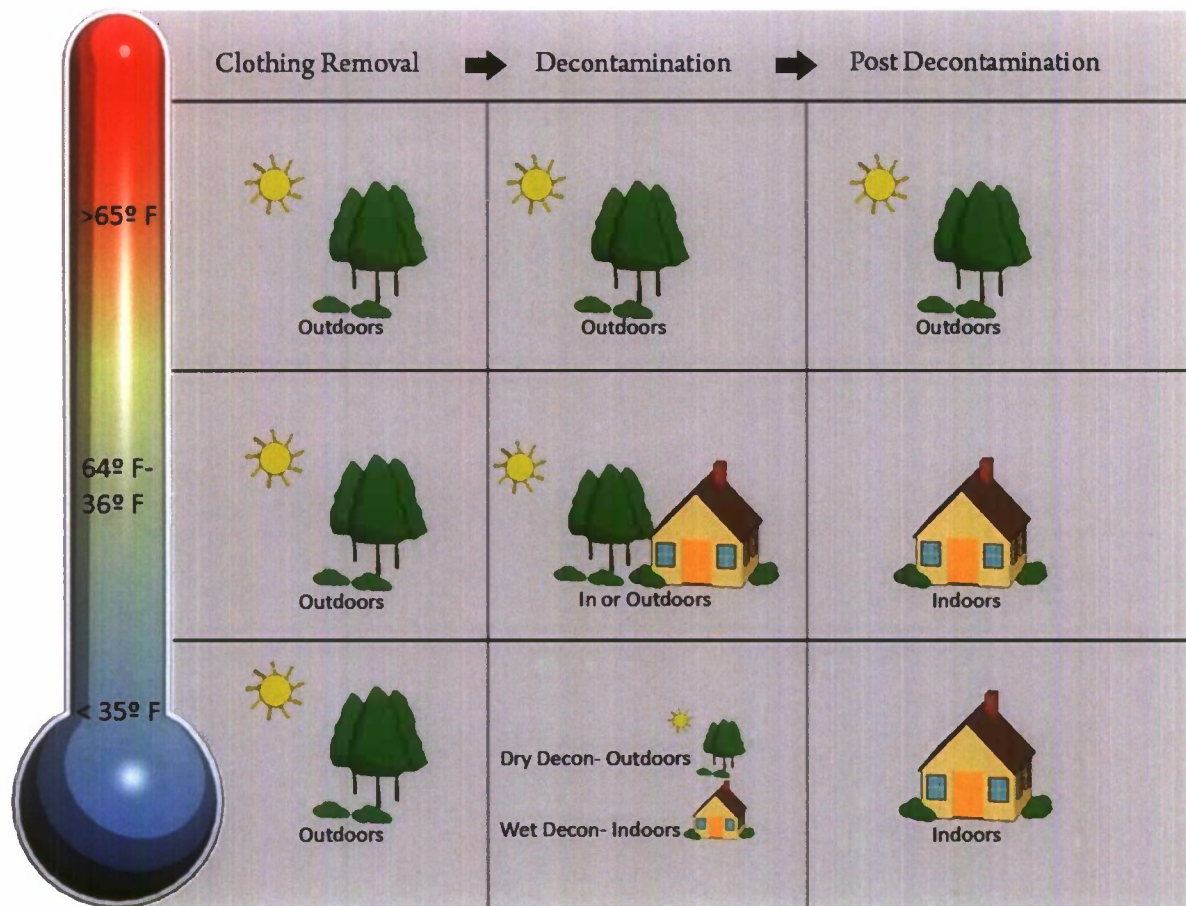 Clothing Removal ➡ Decontamination ➡ Post Decontamination
>65º F
Outdoors
Outdoors
Outdoors
64º F-
36º F
Outdoors
In or Outdoors
Indoors
< 35º F
Outdoors
Dry Decon- Outdoors
Wet Decon- Indoors
Indoors